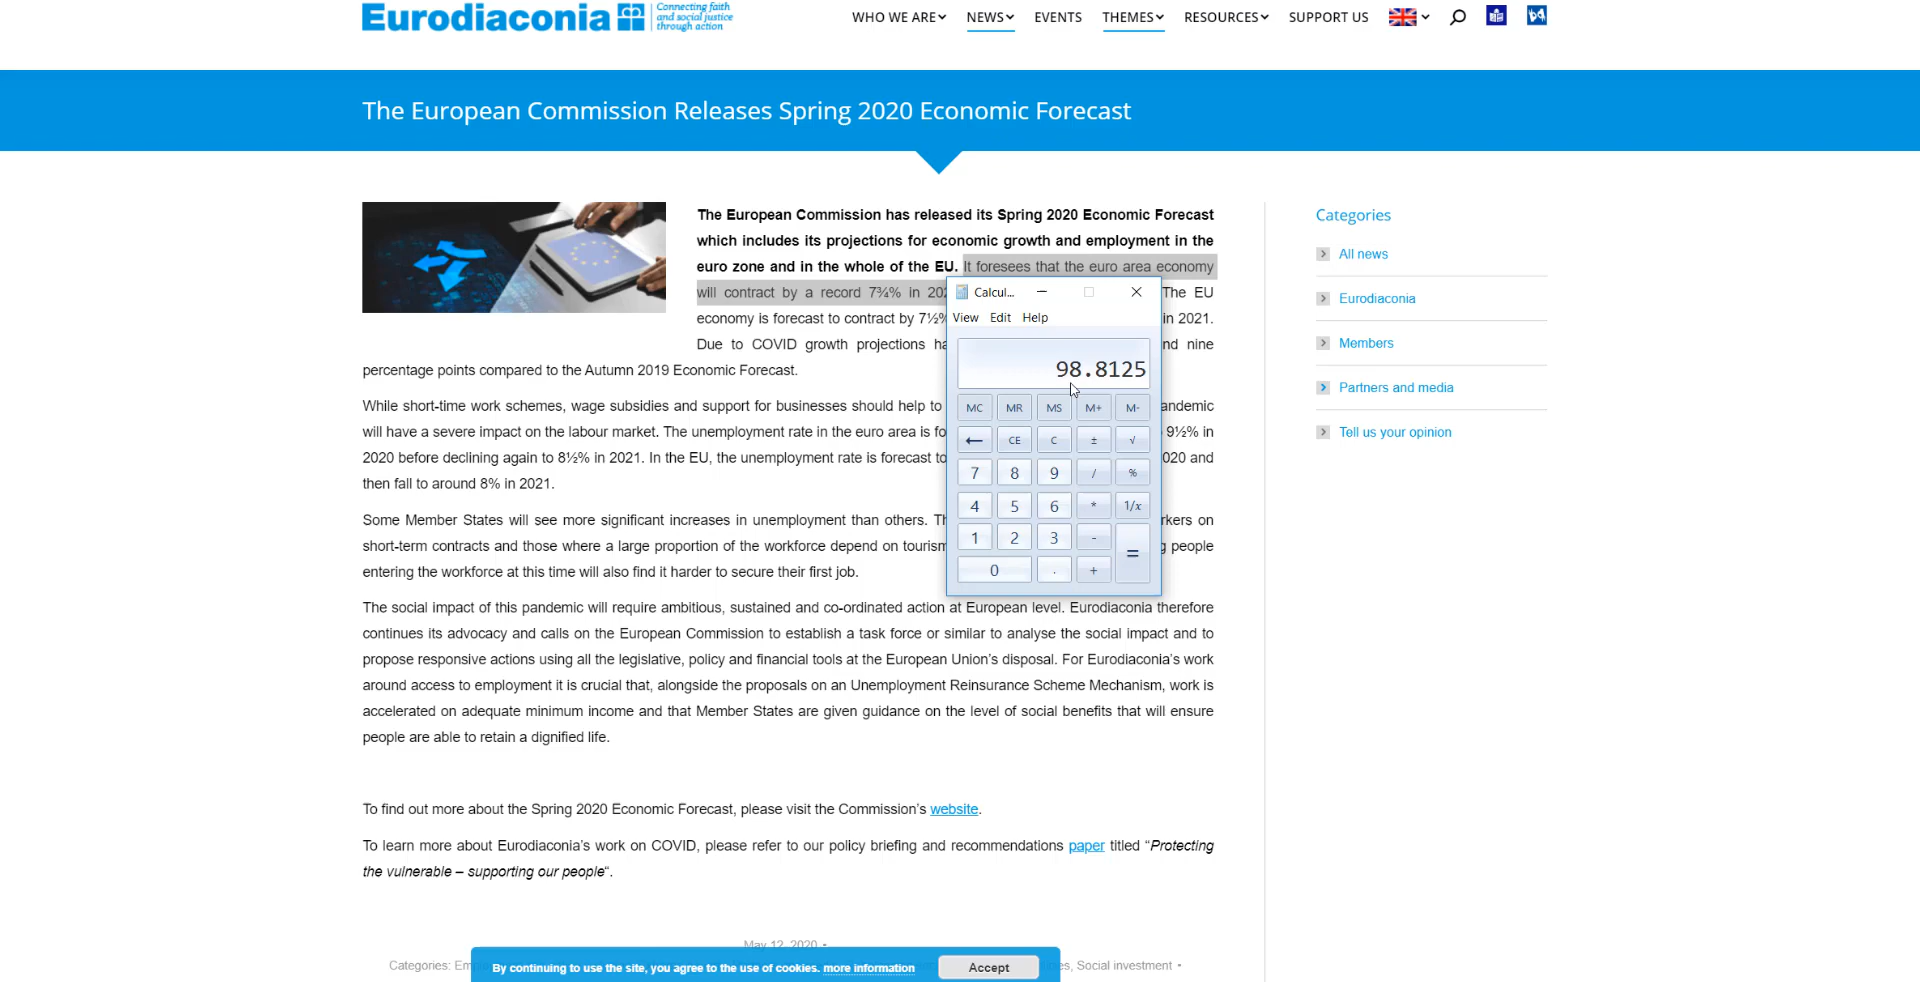 Eurodiaconia
Connecting faith
and social justice
through action
WHO WE ARE NEWS EVENTS THEMES RESOURCES SUPPORT US
The European Commission Releases Spring 2020 Economic Forecast
The European Commission has released its Spring 2020 Economic Forecast
which includes its projections for economic growth and employment in the
euro zone and in the whole of the EU. It foresees that the euro area economy
will contract by a record 7¾% in The EU
economy is forecast to contract by 7½% in 2021.
Due to COVID growth projections nine
percentage points compared to the Autumn 2019 Economic Forecast.
While short-time work schemes, wage subsidies and support for businesses should help to
will have a severe impact on the labour market. The unemployment rate in the euro area is 9½% in
2020 before declining again to 8½% in 2021. In the EU, the unemployment rate is forecast to and
then fall to around 8% in 2021.
Some Member States will see more significant increases in unemployment than others. on
short-term contracts and those where a large proportion of the workforce depend on people
entering the workforce at this time will also find it harder to secure their first job.
The social impact of this pandemic will require ambitious, sustained and co-ordinated action at European level. Eurodiaconia therefore
continues its advocacy and calls on the European Commission to establish a task force or similar to analyse the social impact and to
propose responsive actions using all the legislative, policy and financial tools at the European Union's disposal. For Eurodiaconia's work
around access to employment it is crucial that, alongside the proposals on an Unemployment Reinsurance Scheme Mechanism, work is
accelerated on adequate minimum income and that Member States are given guidance on the level of social benefits that will ensure
people are able to retain a dignified life.
To find out more about the Spring 2020 Economic Forecast, please visit the Commission's website.
To learn more about Eurodiaconia's work on COVID, please refer to our policy briefing and recommendations paper titled “Protecting
the vulnerable – supporting our people“.
May 12, 2020 •
Categories: Social investment •
By continuing to use the site, you agree to the use of cookies. more information Accept
Calcul...
View Edit Help
98.8125
MC MR MS M+ M-
← CE C ± √
7 8 9 / %
4 5 6 * 1/x
1 2 3 - =
0 . +
Categories
All news
Eurodiaconia
Members
Partners and media
Tell us your opinion